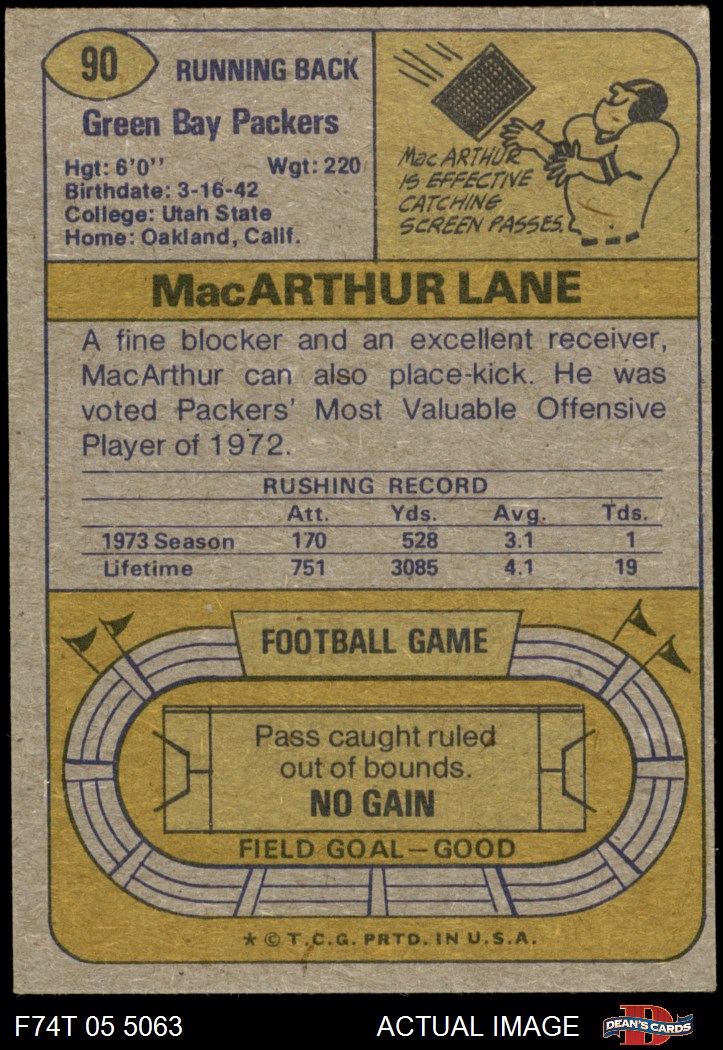 90
RUNNING BACK
Green Bay Packers
Hgt: 6'0'' Wgt: 220
Birthdate: 3-16-42
College: Utah State
Home: Oakland, Calif.
MacARTHUR
IS EFFECTIVE
CATCHING
SCREEN PASSES.
MacARTHUR LANE
A fine blocker and an excellent receiver,
MacArthur can also place-kick. He was
voted Packers' Most Valuable Offensive
Player of 1972.
RUSHING RECORD
Att. Yds. Avg. Tds.
1973 Season 170 528 3.1 1
Lifetime 751 3085 4.1 19
FOOTBALL GAME
Pass caught ruled
out of bounds.
NO GAIN
FIELD GOAL—GOOD
* © T.C.G. PRTD. IN U.S.A.
F74T 05 5063 ACTUAL IMAGE
D
DEAN'S CARDS